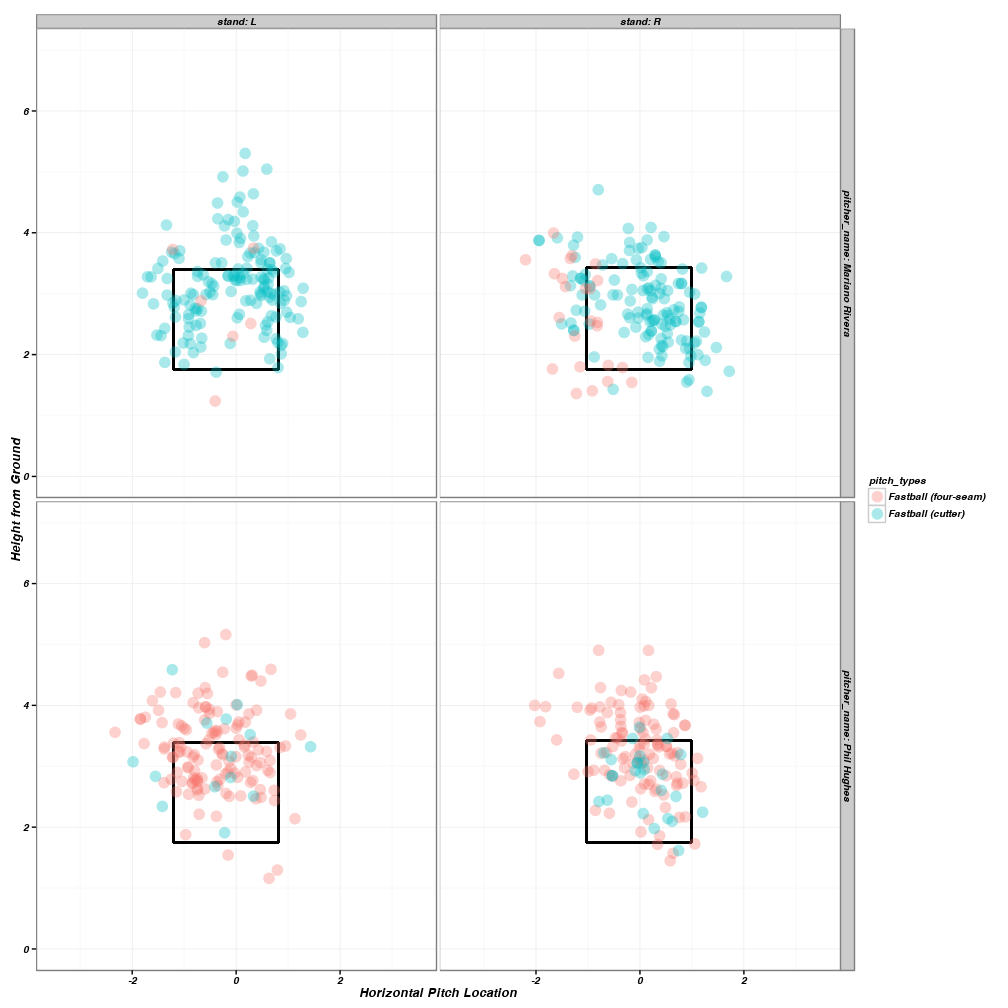 stand: L
stand: R
6
4
2
0
pitcher_name: Mariano Rivera
Height from Ground
pitch_types
Fastball (four-seam)
Fastball (cutter)
6
4
2
0
pitcher_name: Phil Hughes
-2
0
2
-2
0
2
Horizontal Pitch Location